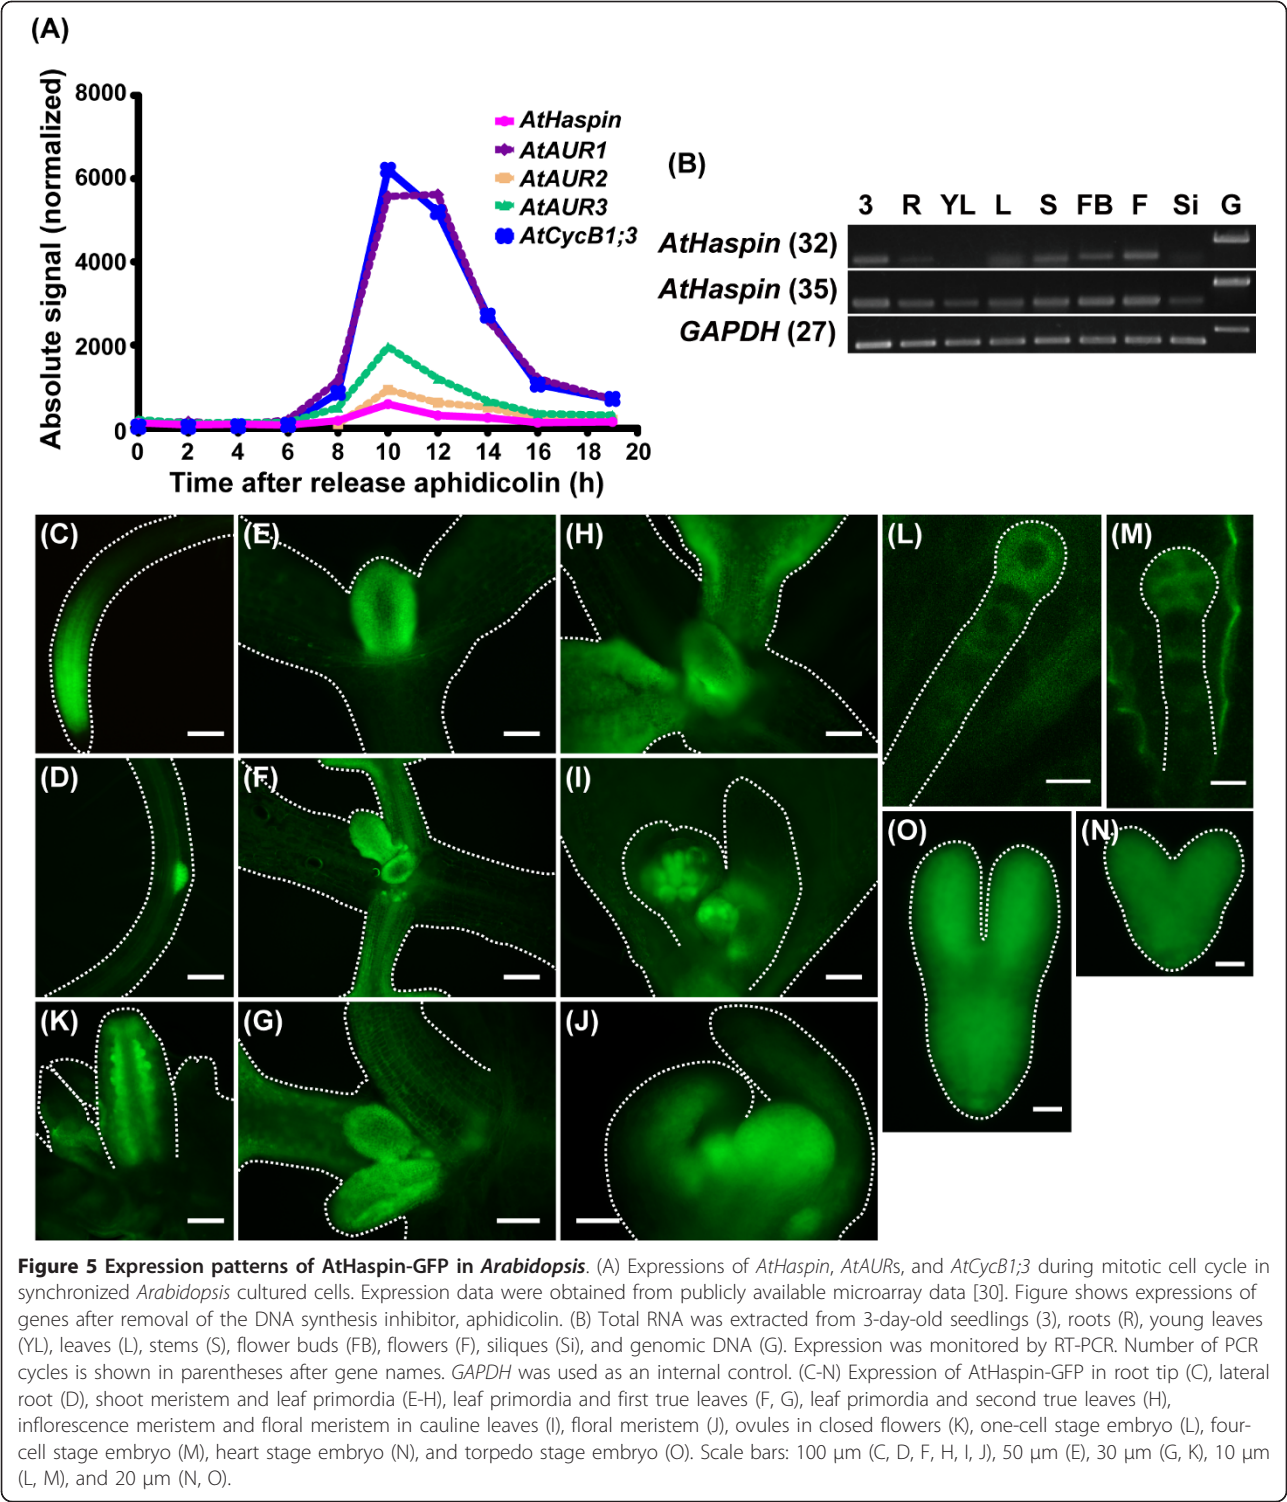 (A)
Absolute signal (normalized)
8000
6000
4000
2000
0
0 2 4 6 8 10 12 14 16 18 20
Time after release aphidicolin (h)
AtHaspin
AtAUR1
AtAUR2
AtAUR3
AtCycB1;3
(B)
3 R YL L S FB F Si G
AtHaspin (32)
AtHaspin (35)
GAPDH (27)
(C)
(E)
(H)
(L)
(M)
(D)
(F)
(I)
(O)
(N)
(K)
(G)
(J)
Figure 5 Expression patterns of AtHaspin-GFP in Arabidopsis. (A) Expressions of AtHaspin, AtAURs, and AtCycB1;3 during mitotic cell cycle in
synchronized Arabidopsis cultured cells. Expression data were obtained from publicly available microarray data [30]. Figure shows expressions of
genes after removal of the DNA synthesis inhibitor, aphidicolin. (B) Total RNA was extracted from 3-day-old seedlings (3), roots (R), young leaves
(YL), leaves (L), stems (S), flower buds (FB), flowers (F), siliques (Si), and genomic DNA (G). Expression was monitored by RT-PCR. Number of PCR
cycles is shown in parentheses after gene names. GAPDH was used as an internal control. (C-N) Expression of AtHaspin-GFP in root tip (C), lateral
root (D), shoot meristem and leaf primordia (E-H), leaf primordia and first true leaves (F, G), leaf primordia and second true leaves (H),
inflorescence meristem and floral meristem in cauline leaves (I), floral meristem (J), ovules in closed flowers (K), one-cell stage embryo (L), four-
cell stage embryo (M), heart stage embryo (N), and torpedo stage embryo (O). Scale bars: 100 μm (C, D, F, H, I, J), 50 μm (E), 30 μm (G, K), 10 μm
(L, M), and 20 μm (N, O).